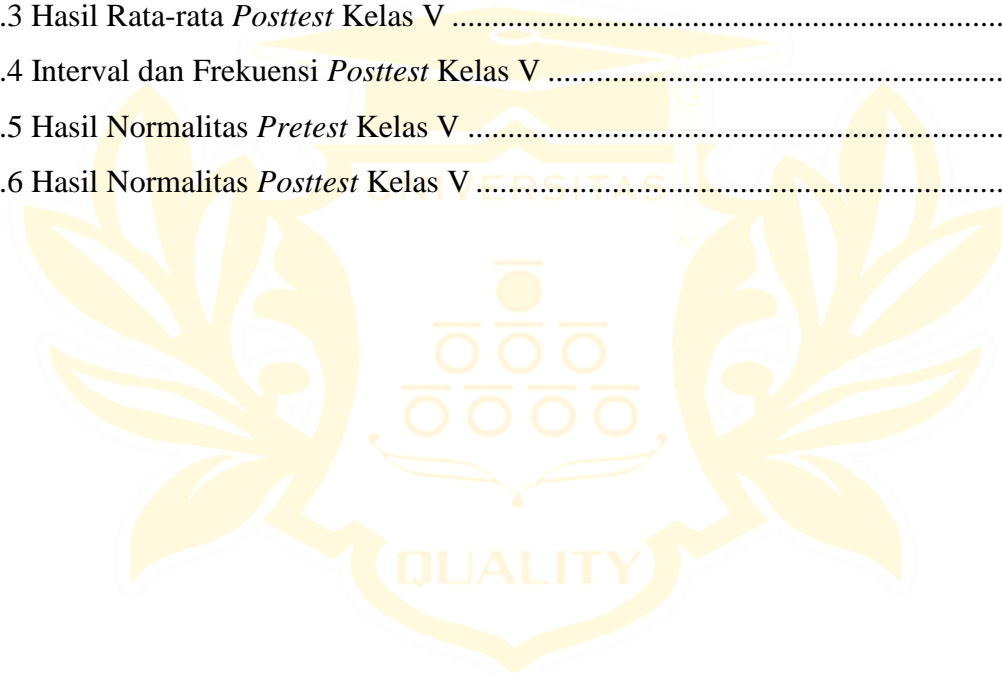 .3 Hasil Rata-rata Posttest Kelas V ......................................................................
.4 Interval dan Frekuensi Posttest Kelas V ..........................................................
.5 Hasil Normalitas Pretest Kelas V ....................................................................
.6 Hasil Normalitas Posttest Kelas V ...................................................................
UNIVERSITAS
QUALITY